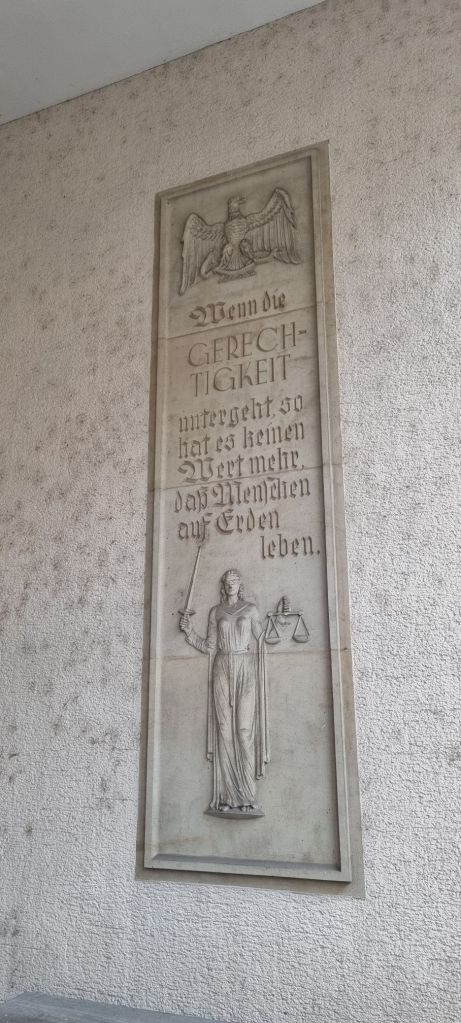 Wenn die
GERECH-
TIGKEIT
untergeht, so
hat es keinen
Wert mehr,
daß Menschen
auf Erden
leben.